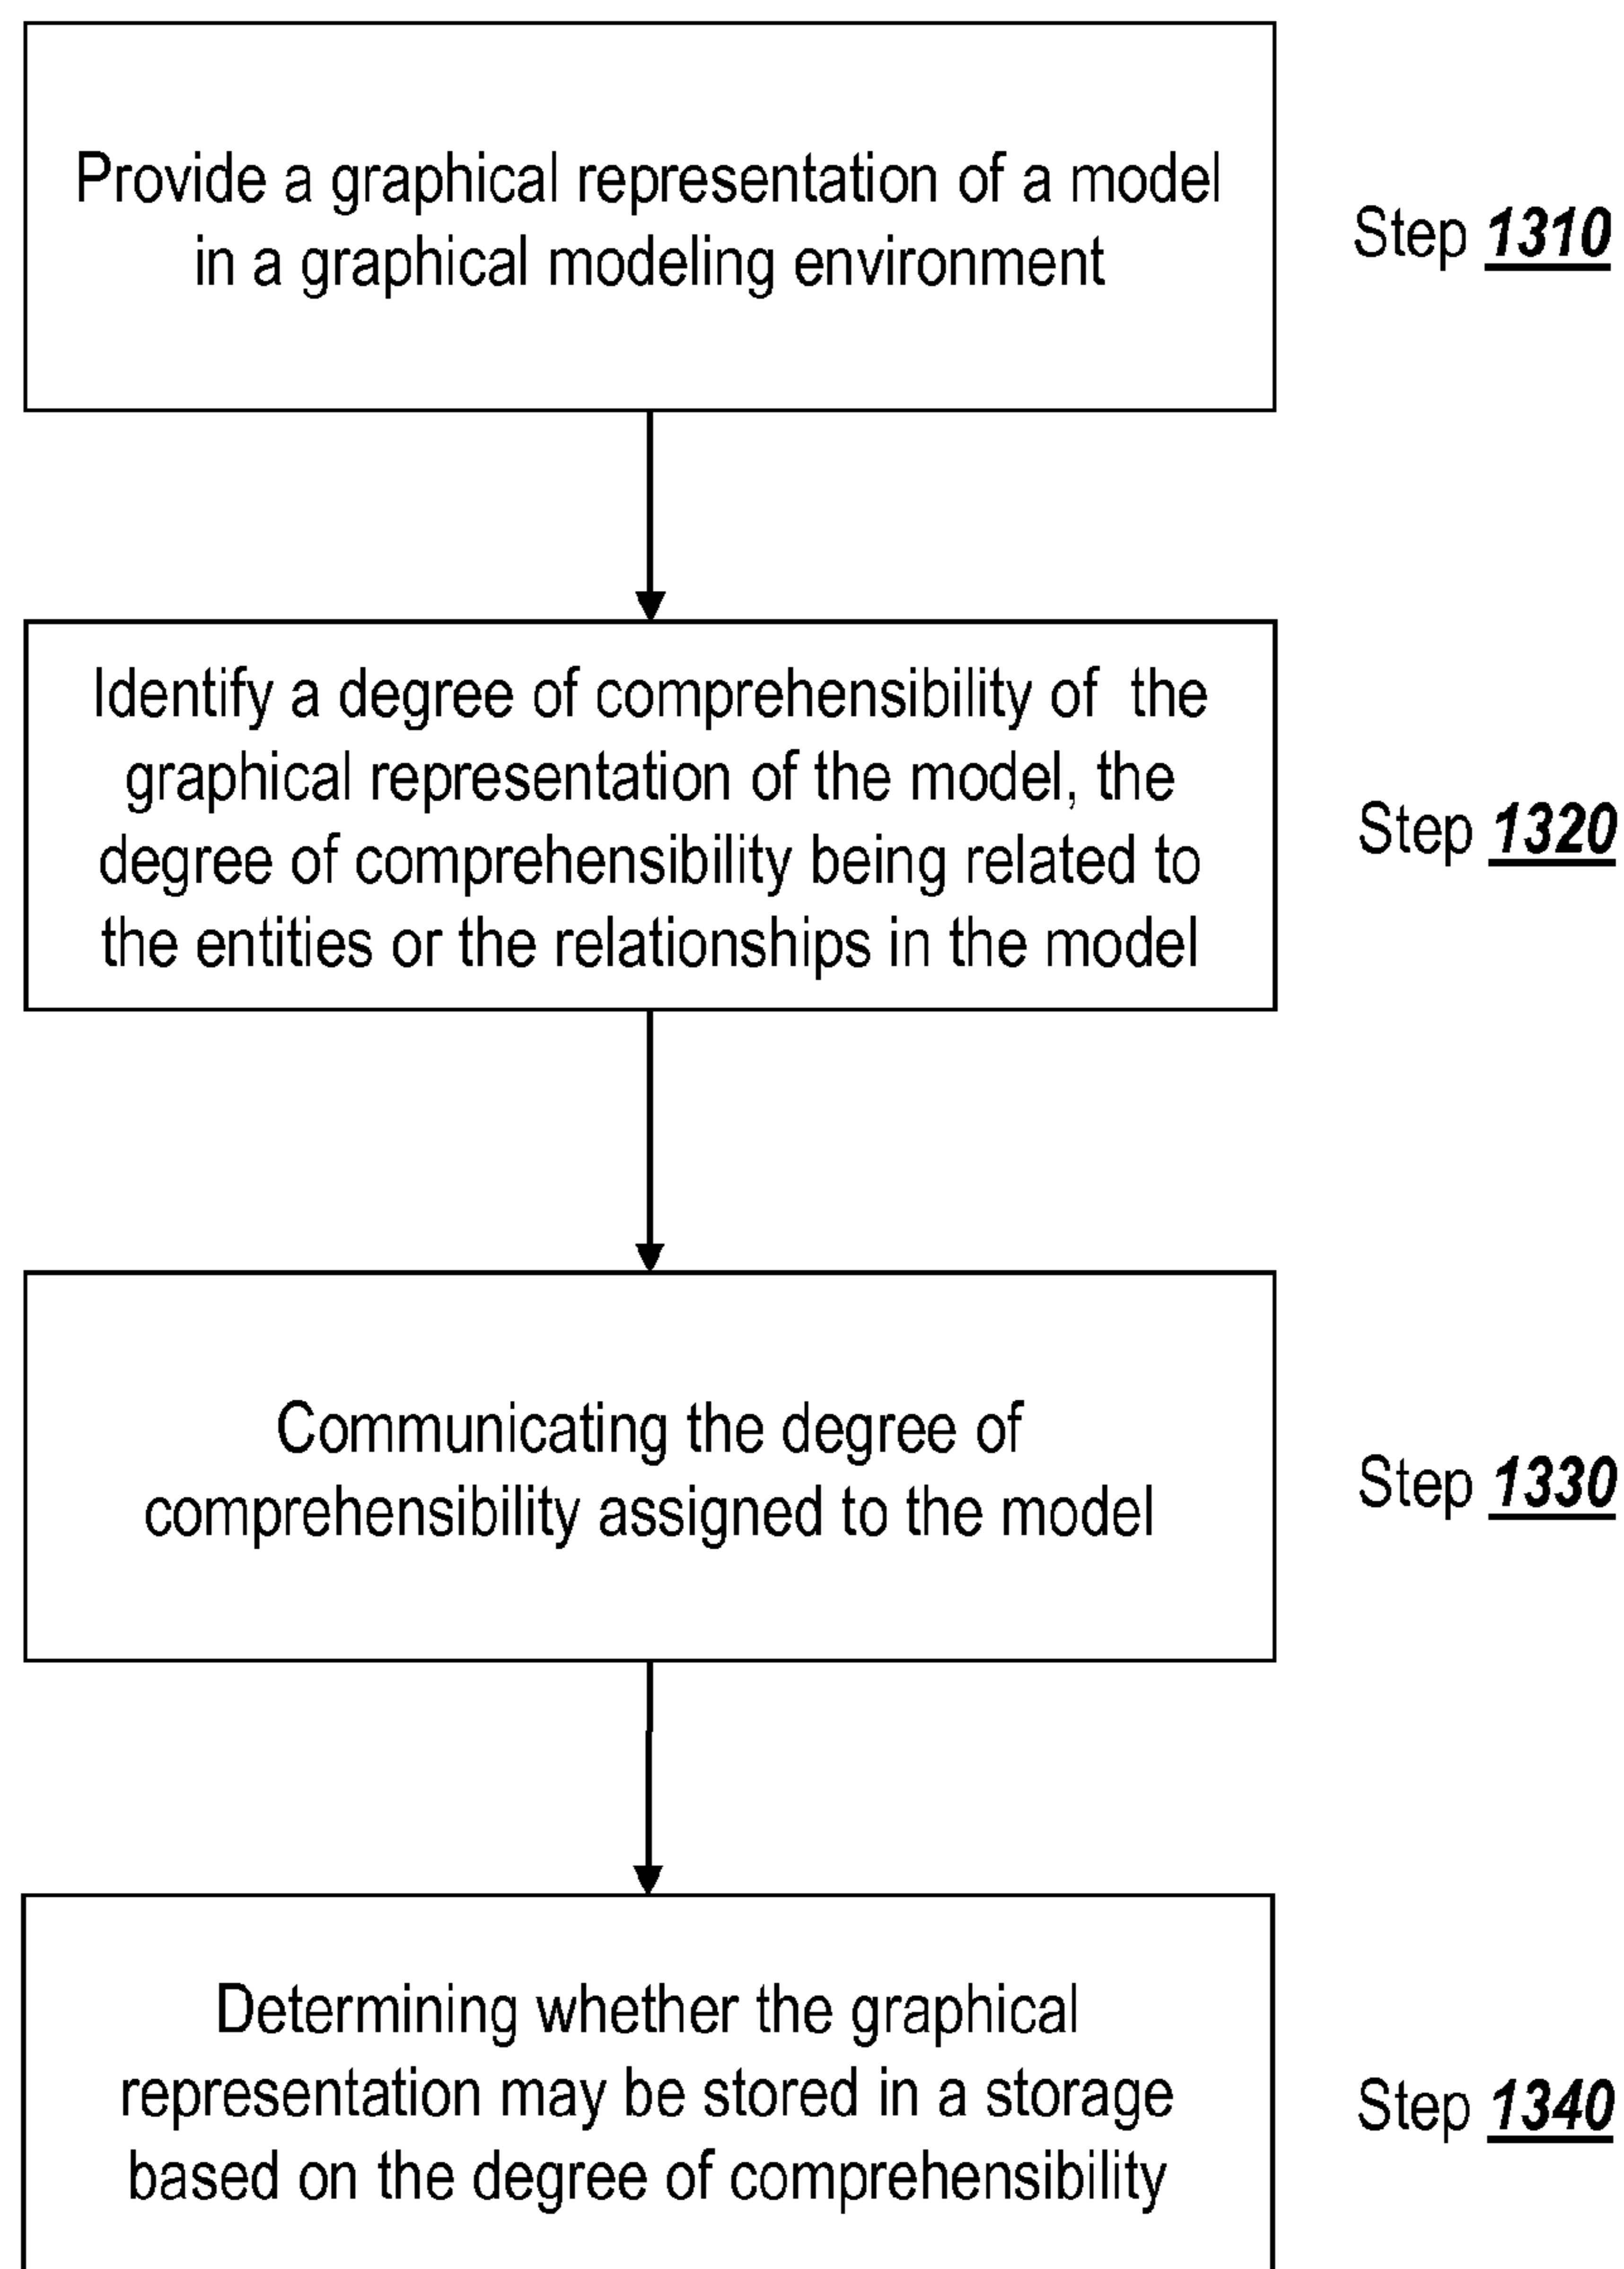 Provide a graphical representation of a model
in a graphical modeling environment
Step 1310
Identify a degree of comprehensibility of the
graphical representation of the model, the
degree of comprehensibility being related to
the entities or the relationships in the model
Step 1320
Communicating the degree of
comprehensibility assigned to the model
Step 1330
Determining whether the graphical
representation may be stored in a storage
based on the degree of comprehensibility
Step 1340